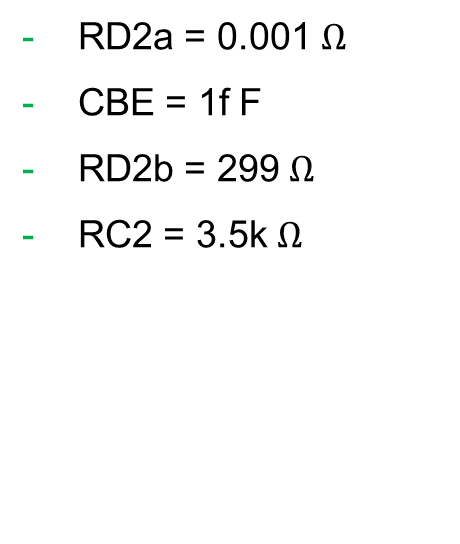 - RD2a = 0.001 Ω
- CBE = 1f F
- RD2b = 299 Ω
- RC2 = 3.5k Ω